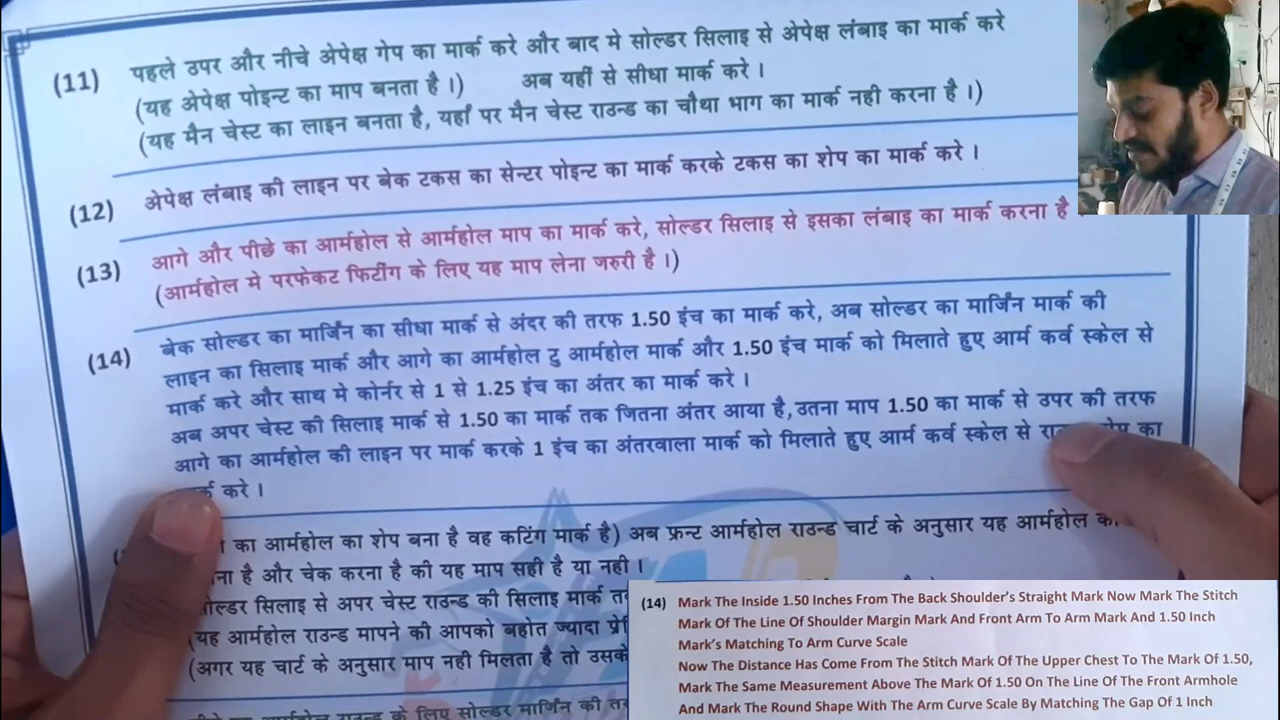 (11) पहले उपर और नीचे अेपेक्ष गेप का मार्क करे और बाद मे सोल्डर सिलाइ से अेपेक्ष लंबाइ का मार्क करे
(यह अेपेक्ष पोइन्ट का माप बनता है।) अब यहीं से सीधा मार्क करे।
(यह मैन चेस्ट का लाइन बनता है, यहाँ पर मैन चेस्ट राउन्ड का चौथा भाग का मार्क नही करना है।)
(12) अेपेक्ष लंबाइ की लाइन पर बेक टकस का सेन्टर पोइन्ट का मार्क करके टकस का शेप का मार्क करे।
(13) आगे और पीछे का आर्महोल से आर्महोल माप का मार्क करे, सोल्डर सिलाइ से इसका लंबाइ का मार्क करना है
(आर्महोल मे परफेकट फिटींग के लिए यह माप लेना जरुरी है।)
(14) बेक सोल्डर का मार्जिन का सीधा मार्क से अंदर की तरफ 1.50 इंच का मार्क करे, अब सोल्डर का मार्जिन मार्क की
लाइन का सिलाइ मार्क और आगे का आर्महोल टु आर्महोल मार्क और 1.50 इंच मार्क को मिलाते हुए आर्म कर्व स्केल से
मार्क करे और साथ मे कोर्नर से 1 से 1.25 इंच का अंतर का मार्क करे।
अब अपर चेस्ट की सिलाइ मार्क से 1.50 का मार्क तक जितना अंतर आया है,उतना माप 1.50 का मार्क से उपर की तरफ
आगे का आर्महोल की लाइन पर मार्क करके 1 इंच का अंतरवाला मार्क को मिलाते हुए आर्म कर्व स्केल से का
करे।
का आर्महोल का शेप बना है वह कटिंग मार्क है) अब फ्रन्ट आर्महोल राउन्ड चार्ट के अनुसार यह आर्महोल
है और चेक करना है की यह माप सही है या नही।
सोल्डर सिलाइ से अपर चेस्ट राउन्ड की सिलाइ मार्क
(यह आर्महोल राउन्ड मापने की आपको बहोत ज्यादा
(अगर यह चार्ट के अनुसार माप नही मिलता है तो उसके
के लिए सोल्डर मार्जिन की
(14) Mark The Inside 1.50 Inches From The Back Shoulder's Straight Mark Now Mark The Stitch
Mark Of The Line Of Shoulder Margin Mark And Front Arm To Arm Mark And 1.50 Inch
Mark's Matching To Arm Curve Scale
Now The Distance Has Come From The Stitch Mark Of The Upper Chest To The Mark Of 1.50,
Mark The Same Measurement Above The Mark Of 1.50 On The Line Of The Front Armhole
And Mark The Round Shape With The Arm Curve Scale By Matching The Gap Of 1 Inch